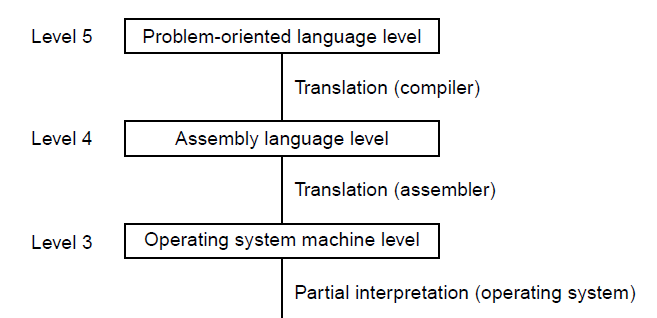 Level 5 Problem-oriented language level
Translation (compiler)
Level 4 Assembly language level
Translation (assembler)
Level 3 Operating system machine level
Partial interpretation (operating system)